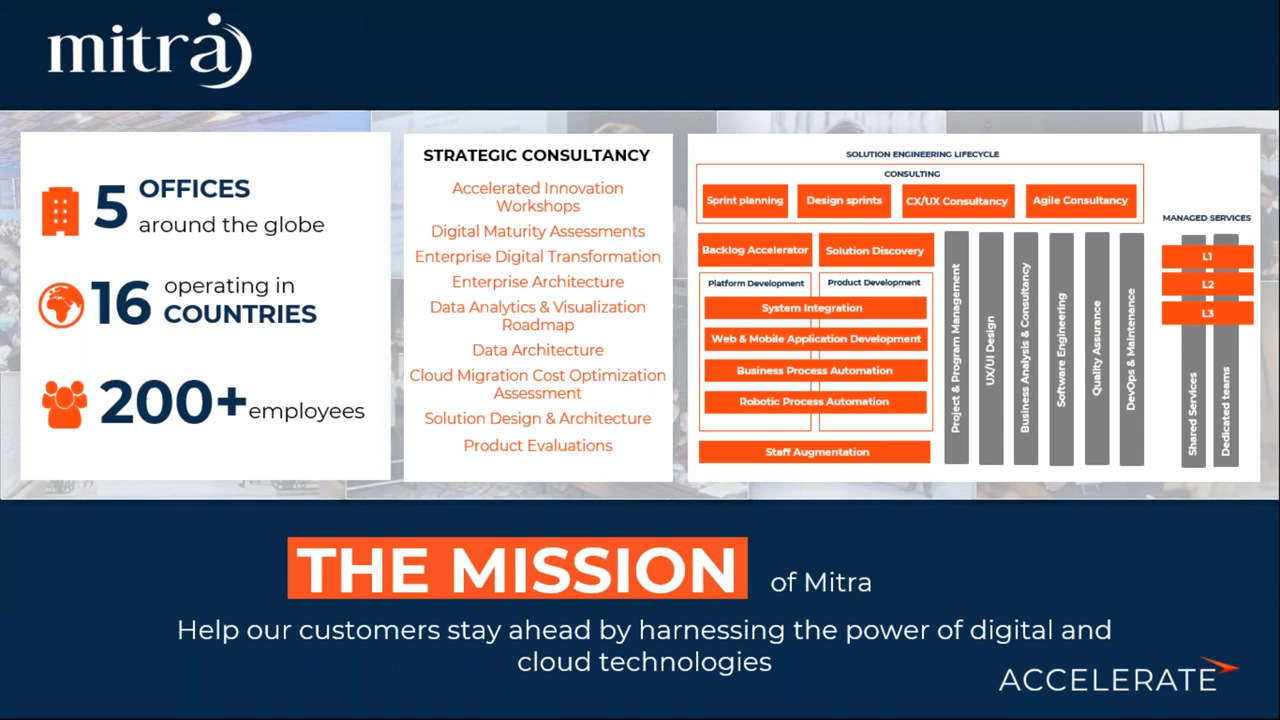 mitra
5 OFFICES
around the globe
16 operating in
COUNTRIES
200+ employees
STRATEGIC CONSULTANCY
Accelerated Innovation
Workshops
Digital Maturity Assessments
Enterprise Digital Transformation
Enterprise Architecture
Data Analytics & Visualization
Roadmap
Data Architecture
Cloud Migration Cost Optimization
Assessment
Solution Design & Architecture
Product Evaluations
SOLUTION ENGINEERING LIFECYCLE
CONSULTING
Sprint planning
Design sprints
CX/UX Consultancy
Agile Consultancy
Backlog Accelerator
Solution Discovery
Platform Development
Product Development
System Integration
Web & Mobile Application Development
Business Process Automation
Robotic Process Automation
Staff Augmentation
Project & Program Management
UX/UI Design
Business Analysis & Consultancy
Software Engineering
Quality Assurance
DevOps & Maintenance
MANAGED SERVICES
L1
L2
L3
Shared Services
Dedicated teams
THE MISSION of Mitra
Help our customers stay ahead by harnessing the power of digital and
cloud technologies
ACCELERATE